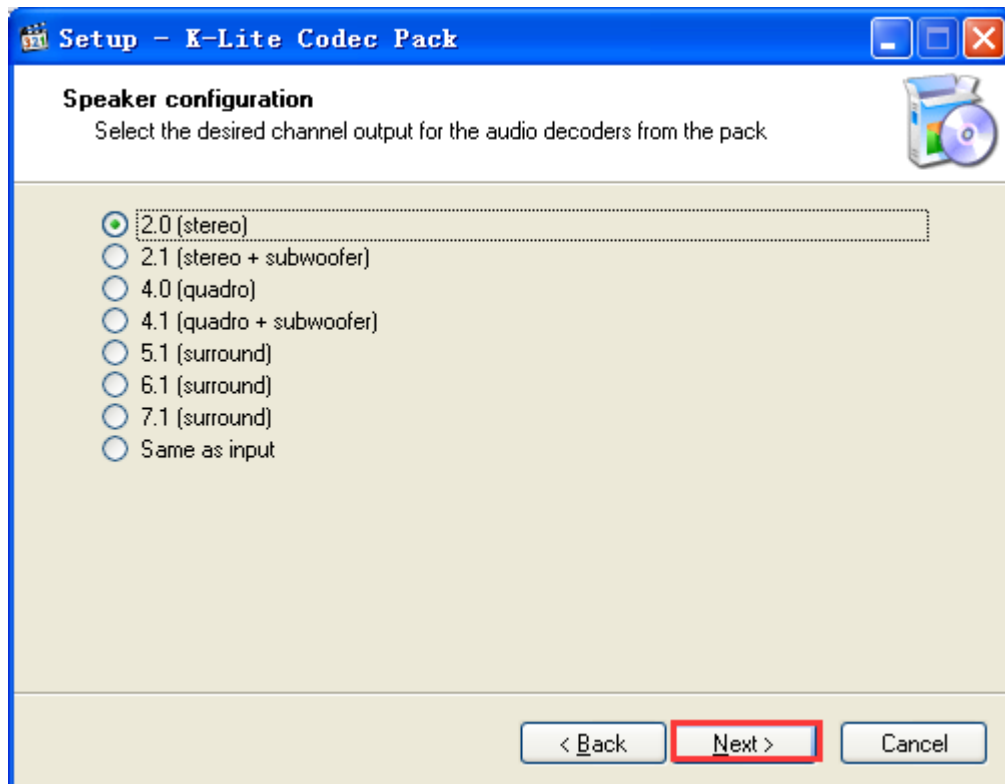 Setup - K-Lite Codec Pack
Speaker configuration
Select the desired channel output for the audio decoders from the pack
2.0 (stereo)
2.1 (stereo + subwoofer)
4.0 (quadro)
4.1 (quadro + subwoofer)
5.1 (surround)
6.1 (surround)
7.1 (surround)
Same as input
< Back Next > Cancel